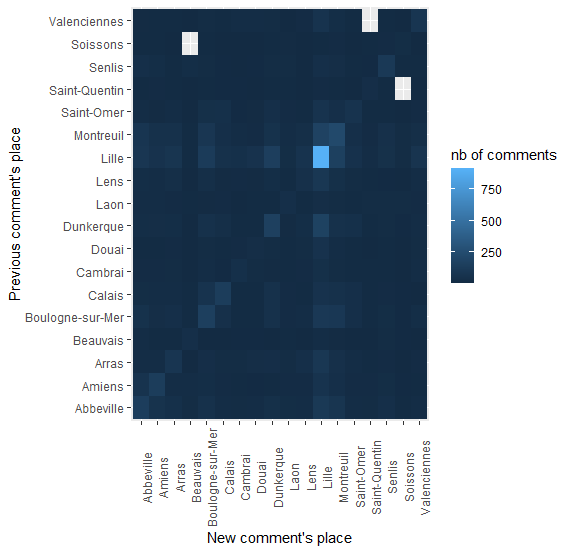 Previous comment's place
Valenciennes
Soissons
Senlis
Saint-Quentin
Saint-Omer
Montreuil
Lille
Lens
Laon
Dunkerque
Douai
Cambrai
Calais
Boulogne-sur-Mer
Beauvais
Arras
Amiens
Abbeville
Abbeville
Amiens
Arras
Beauvais
Boulogne-sur-Mer
Calais
Cambrai
Douai
Dunkerque
Laon
Lens
Lille
Montreuil
Saint-Omer
Saint-Quentin
Senlis
Soissons
Valenciennes
New comment's place
nb of comments
750
500
250